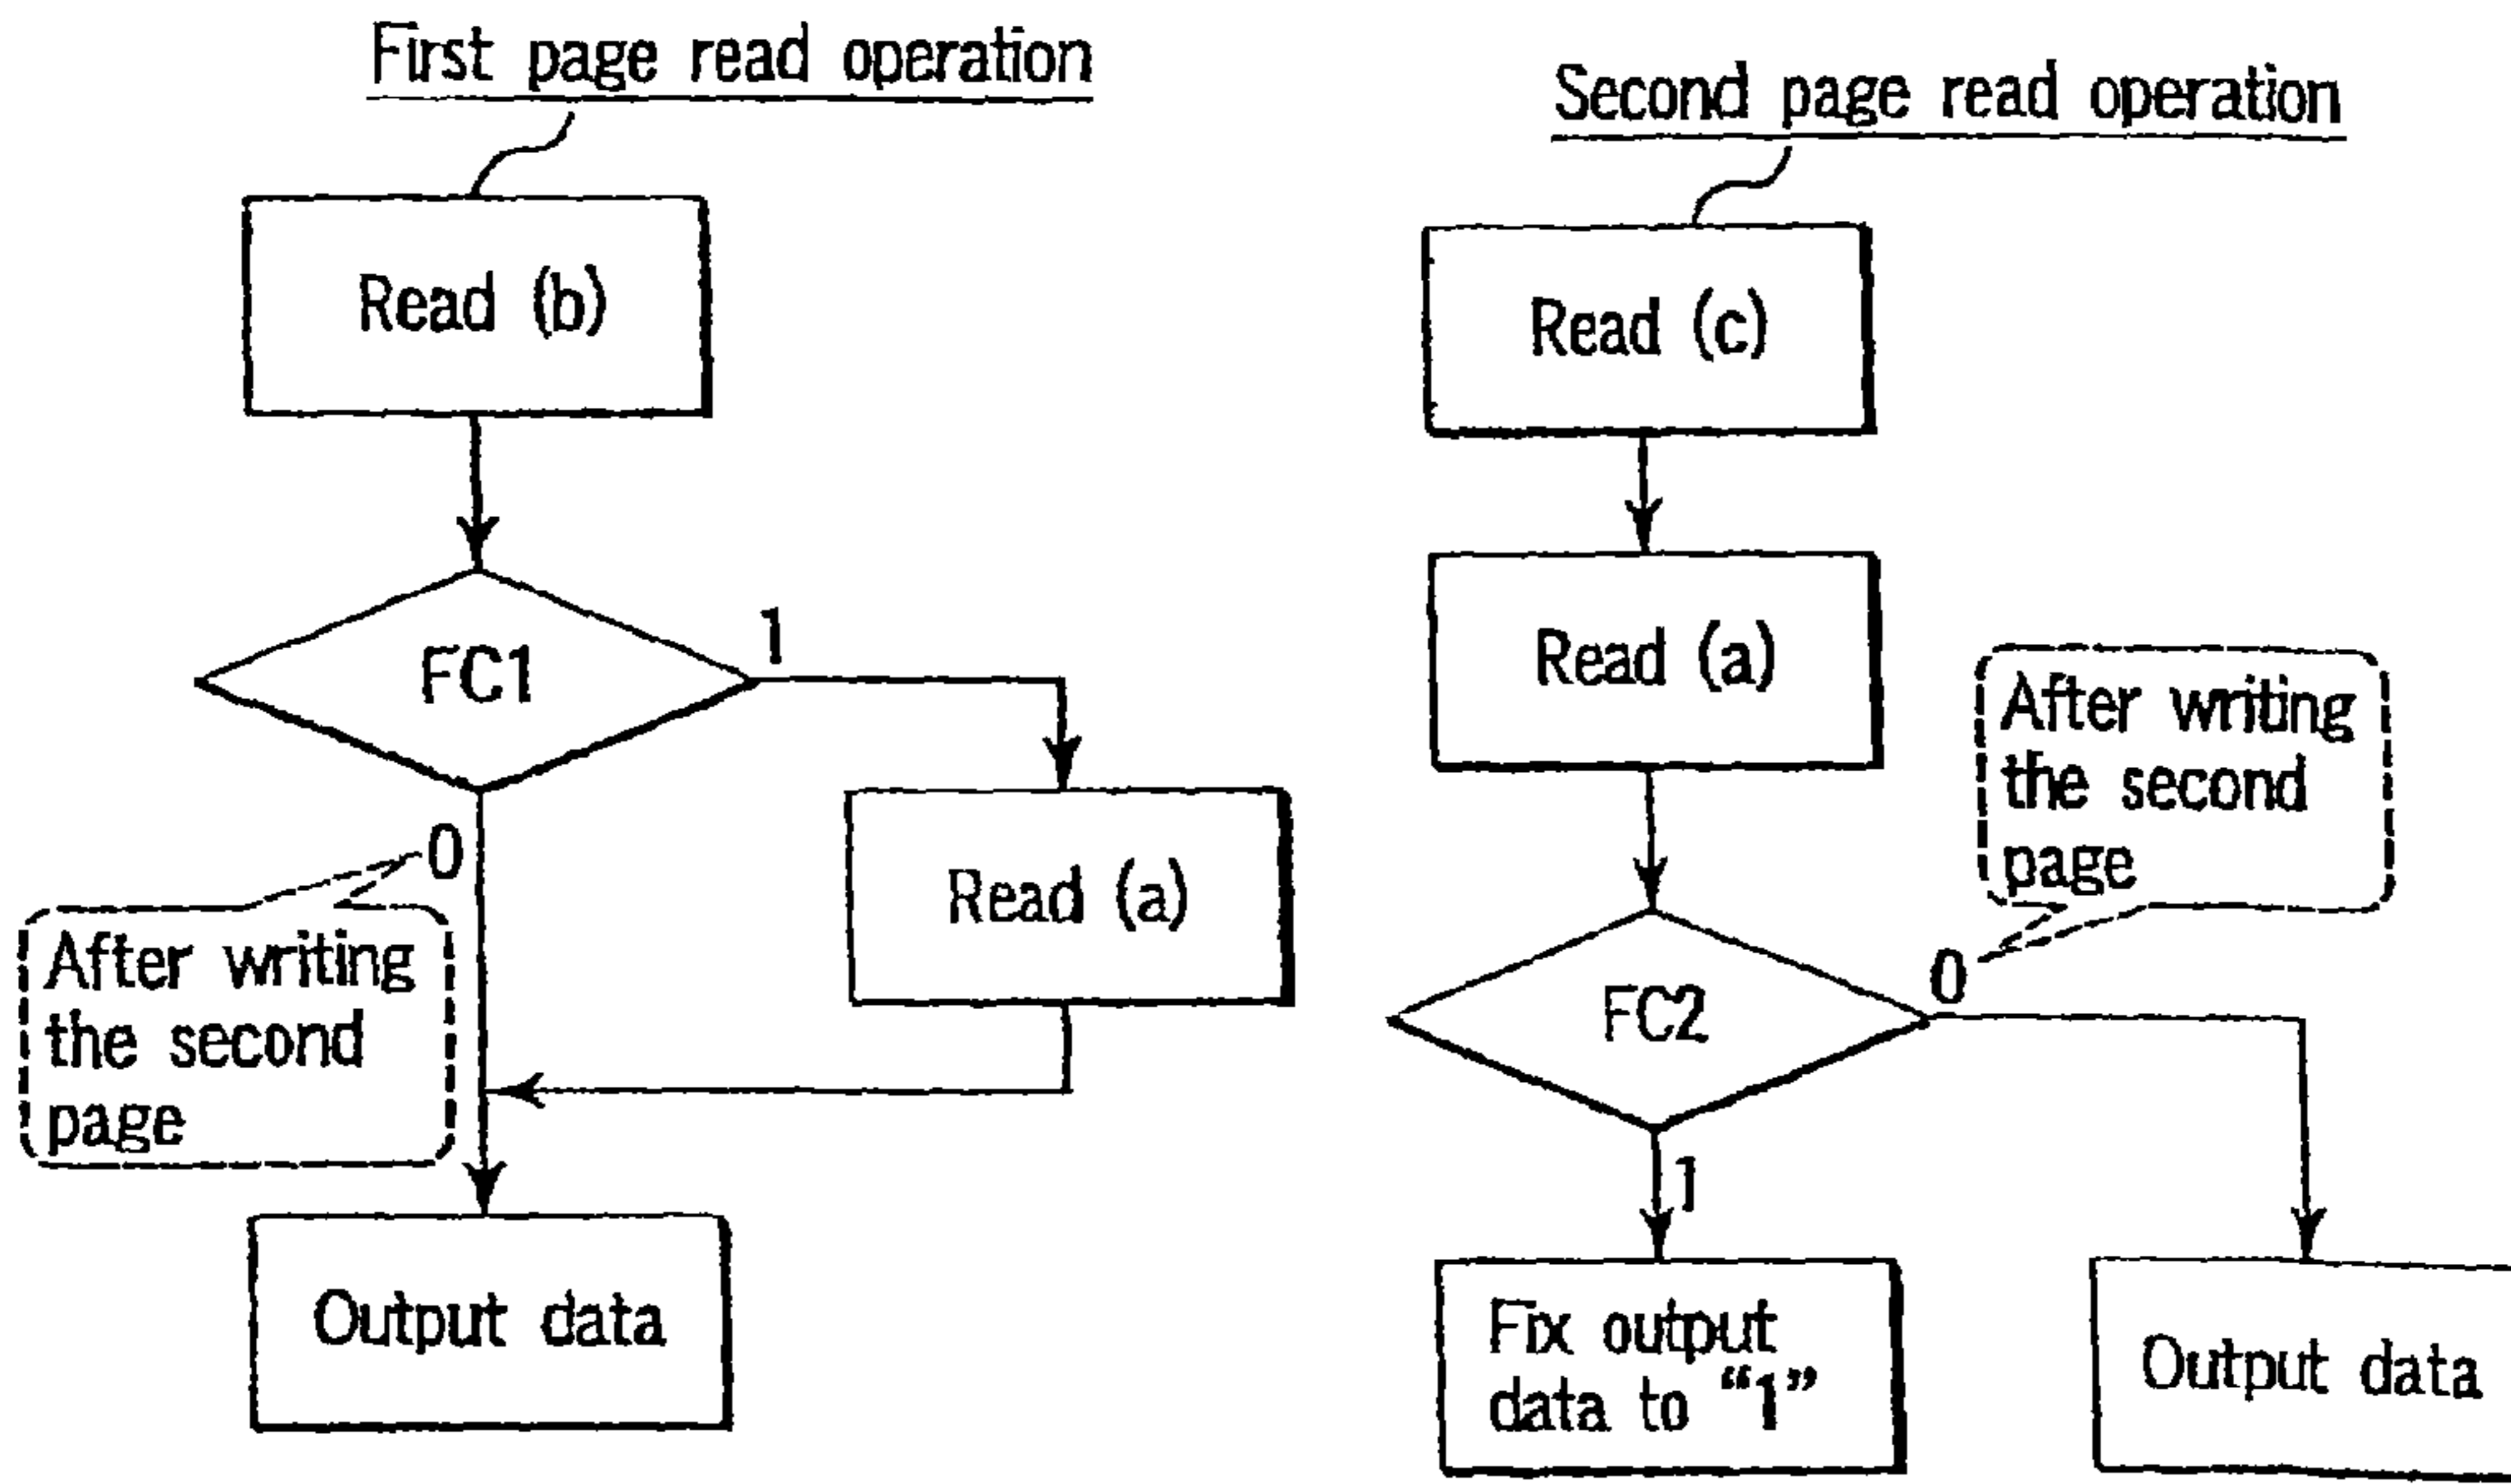 First page read operation
Read (b)
FC1
1
0
Read (a)
After writing
the second
page
Output data
Second page read operation
Read (c)
Read (a)
After writing
the second
page
FC2
0
1
Fix output
data to “1”
Output data